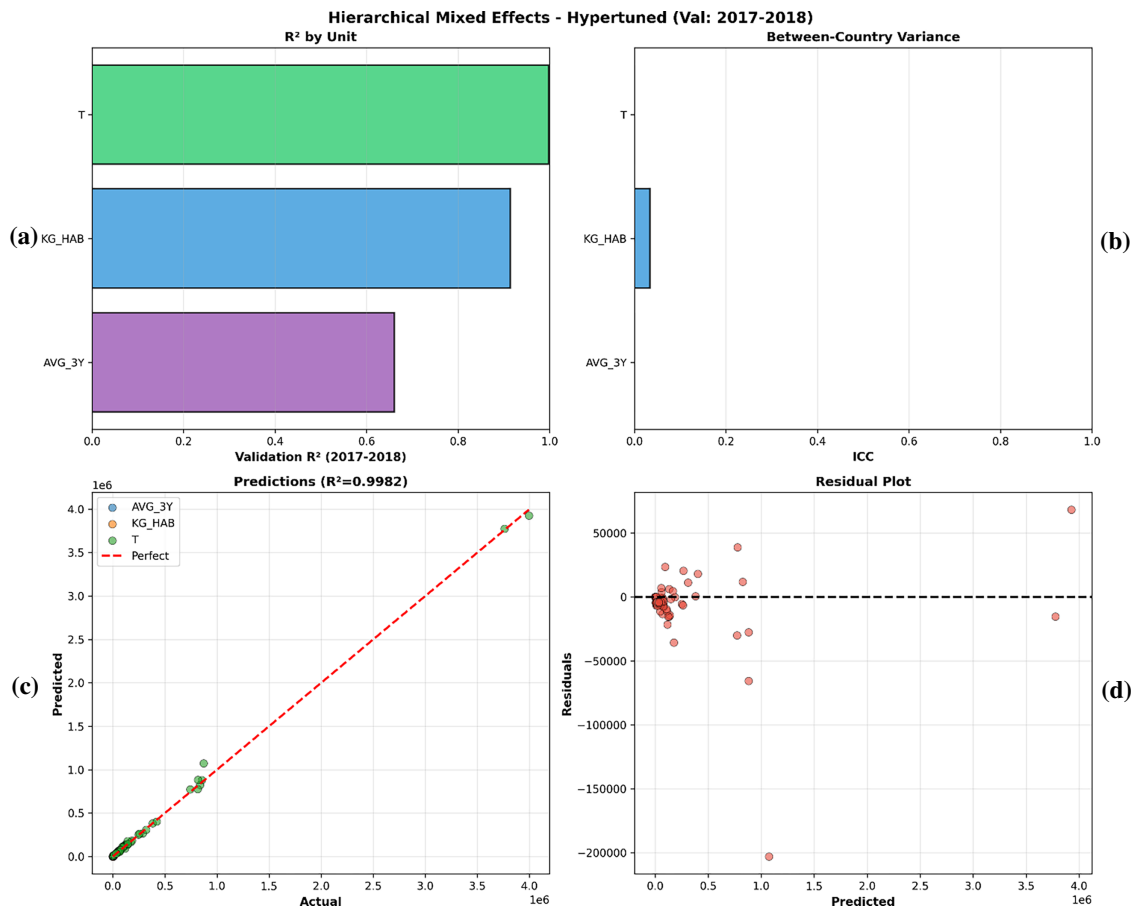 Hierarchical Mixed Effects - Hypertuned (Val: 2017-2018)
R² by Unit
T
KG_HAB
AVG_3Y
0.0 0.2 0.4 0.6 0.8 1.0
Validation R² (2017-2018)
(a)
Between-Country Variance
T
KG_HAB
AVG_3Y
0.0 0.2 0.4 0.6 0.8 1.0
ICC
(b)
Predictions (R²=0.9982)
1e6
AVG_3Y
KG_HAB
T
Perfect
4.0
3.5
3.0
2.5
2.0
1.5
1.0
0.5
0.0
Predicted
0.0 0.5 1.0 1.5 2.0 2.5 3.0 3.5 4.0
Actual
1e6
(c)
Residual Plot
50000
0
−50000
−100000
−150000
−200000
Residuals
0.0 0.5 1.0 1.5 2.0 2.5 3.0 3.5 4.0
Predicted
1e6
(d)